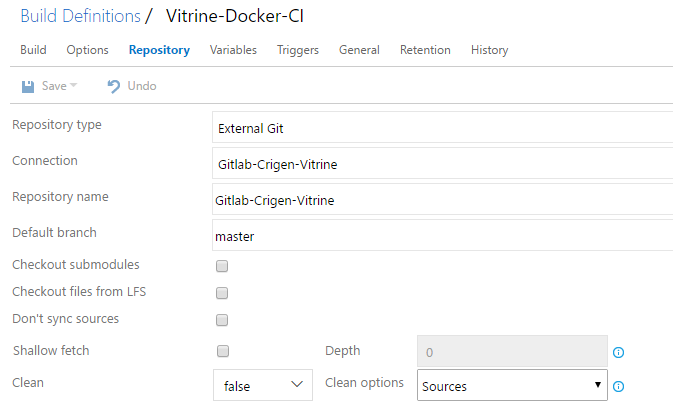 Build Definitions / Vitrine-Docker-CI
Build Options Repository Variables Triggers General Retention History
Save Undo
Repository type External Git
Connection Gitlab-Crigen-Vitrine
Repository name Gitlab-Crigen-Vitrine
Default branch master
Checkout submodules
Checkout files from LFS
Don't sync sources
Shallow fetch Depth 0
Clean false Clean options Sources